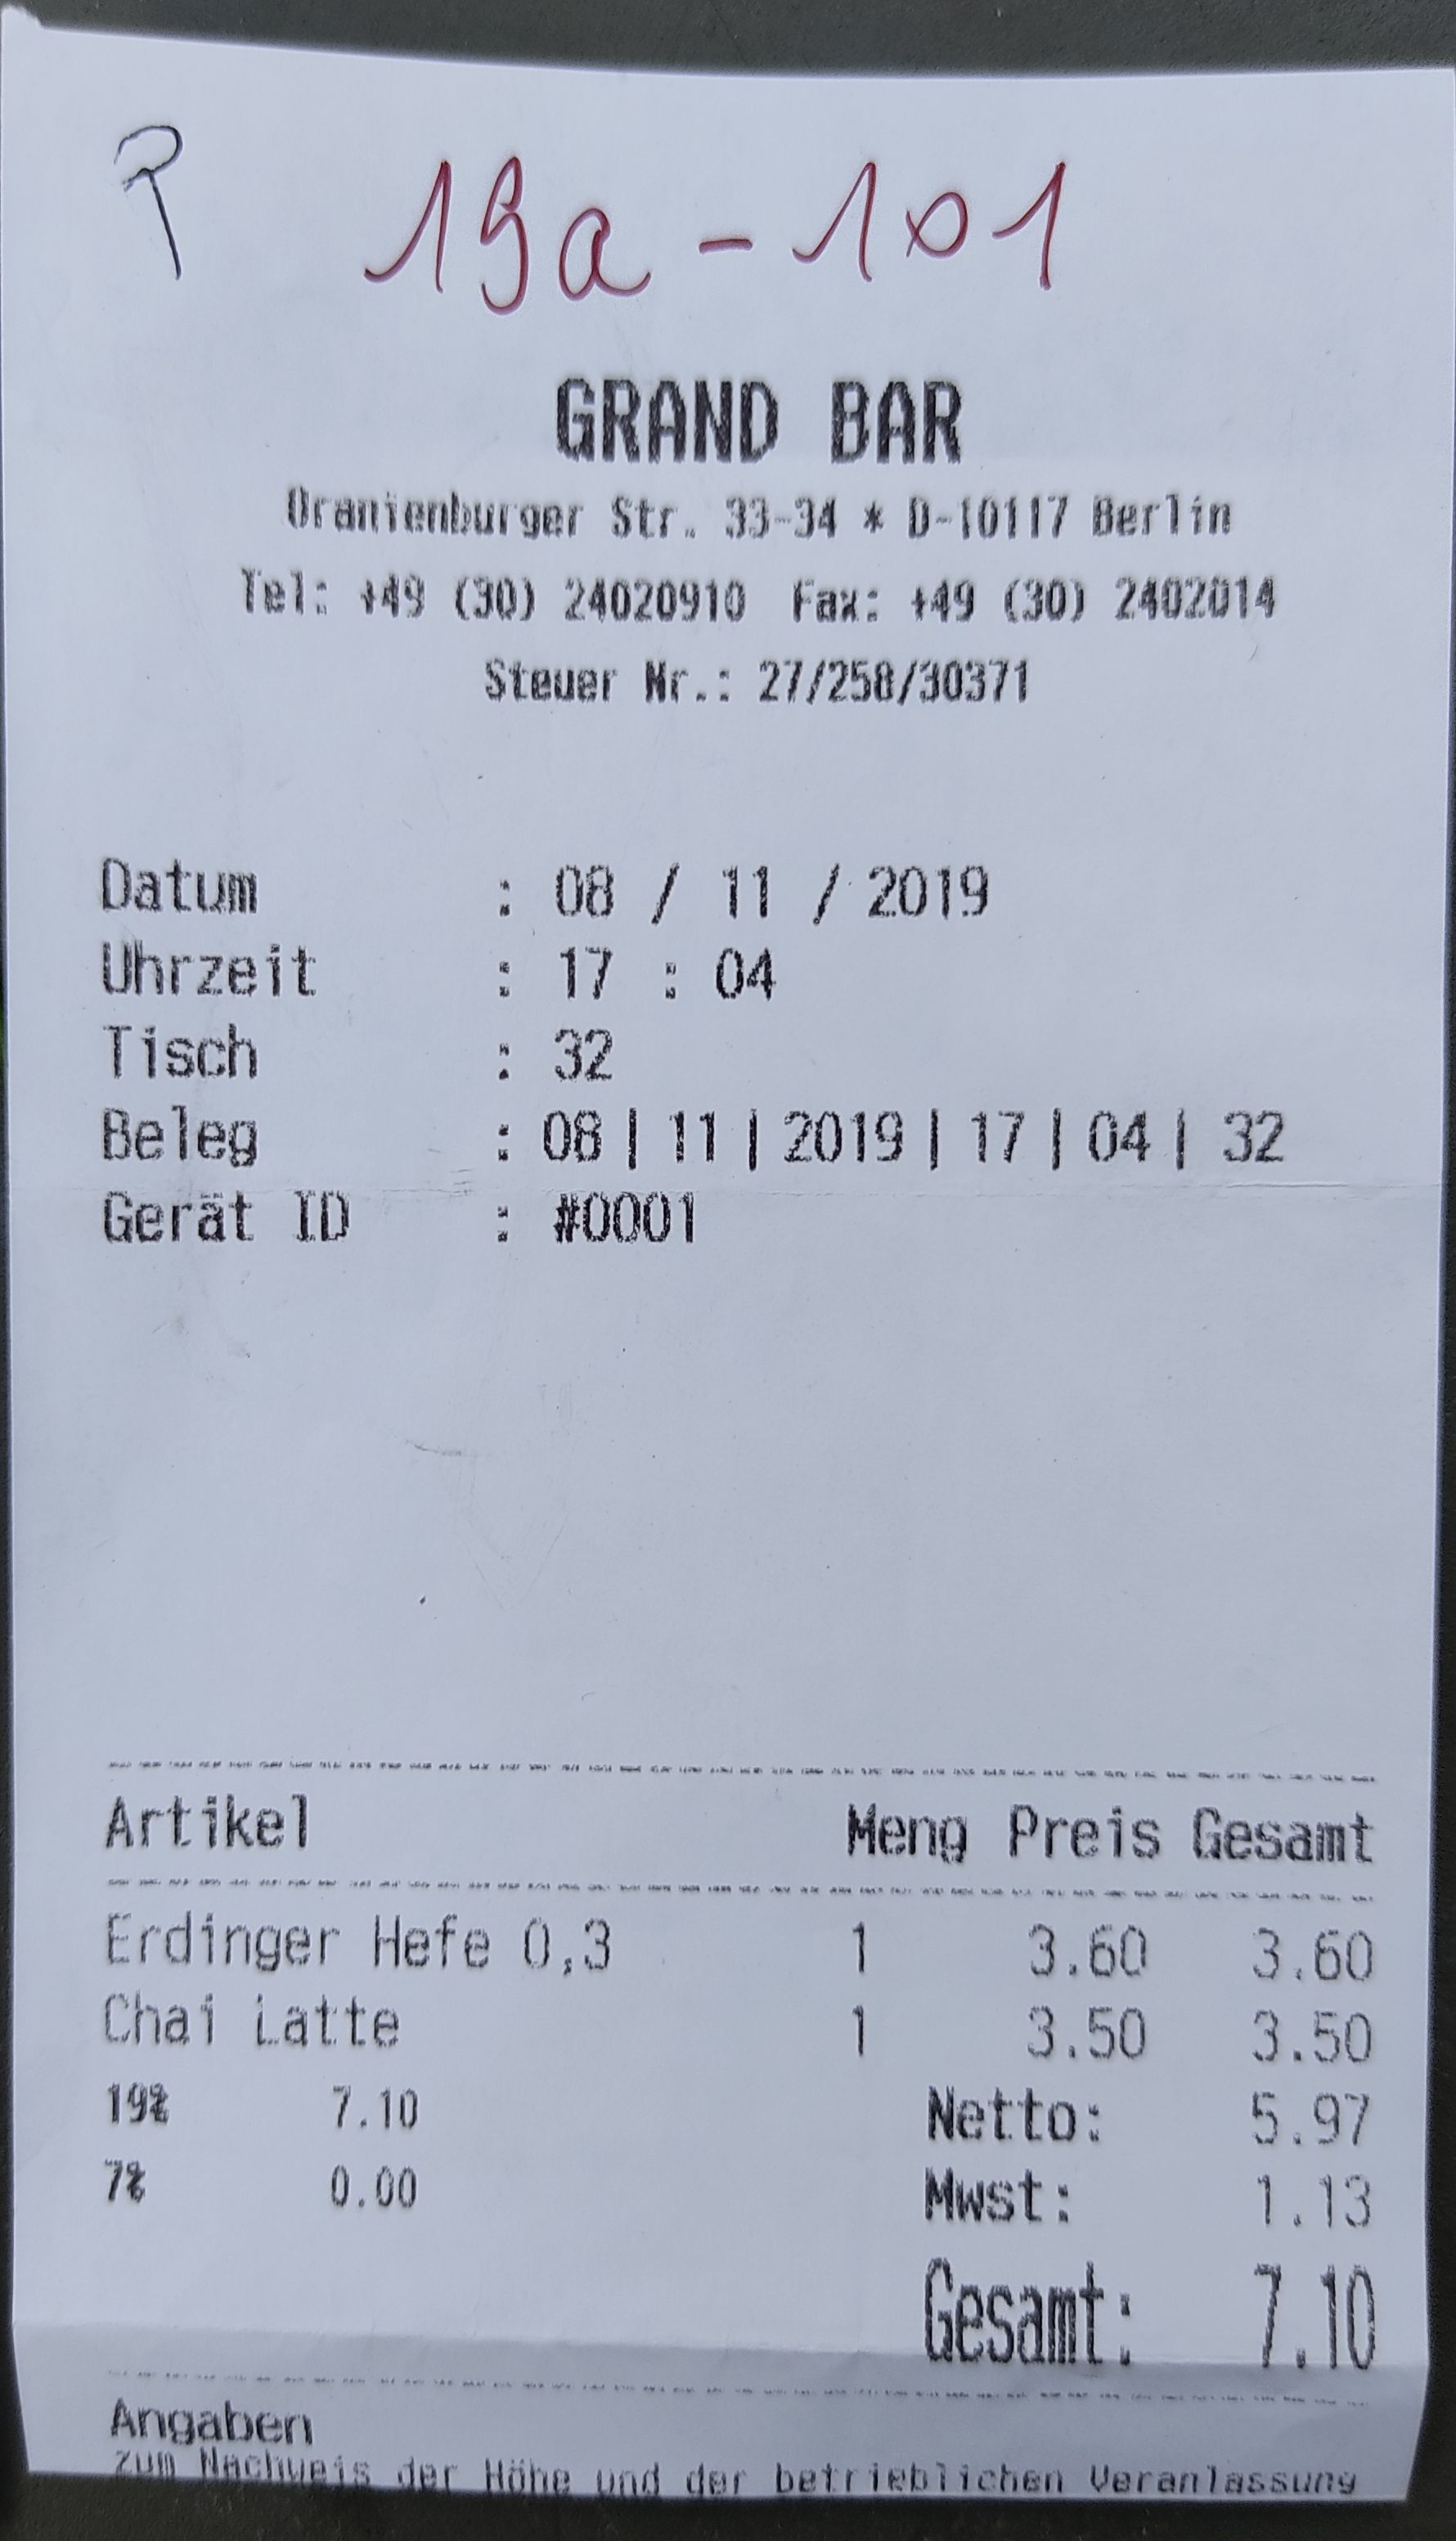 P 19a-101
GRAND BAR
Oranienburger Str. 33-34 * D-10117 Berlin
Tel: +49 (30) 24020910 Fax: +49 (30) 2402014
Steuer Nr.: 27/258/30371
Datum : 08 / 11 / 2019
Uhrzeit : 17 : 04
Tisch : 32
Beleg : 08 | 11 | 2019 | 17 | 04 | 32
Gerät ID : #0001
Artikel Meng Preis Gesamt
Erdinger Hefe 0,3 1 3.60 3.60
Chai Latte 1 3.50 3.50
19% 7.10 Netto: 5.97
7% 0.00 Mwst: 1.13
Gesamt: 7.10
Angaben
zum Nachweis der Höhe und der betrieblichen Veranlassung